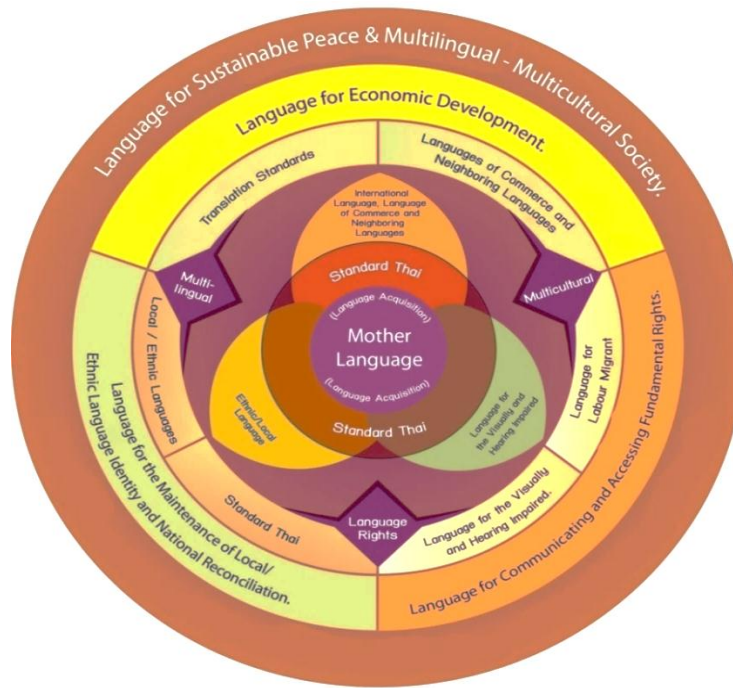 Language for Sustainable Peace & Multilingual - Multicultural Society.
Language for Economic Development.
Translation Standards
Languages of Commerce and
Neighboring Languages
International
Language, Language
of Commerce and
Neighboring
Languages
Multi-
lingual
Multicultural
Standard Thai
(Language Acquisition)
Mother
Language
(Language Acquisition)
Standard Thai
Ethnic/Local
Language
Language for
the Visually and
Hearing Impaired
Local / Ethnic Languages
Language for
Labour Migrant
Standard Thai
Language
Rights
Language for the Visually
and Hearing Impaired.
Language for the Maintenance of Local/
Ethnic Language Identity and National Reconciliation.
Language for Communicating and Accessing Fundamental Rights.